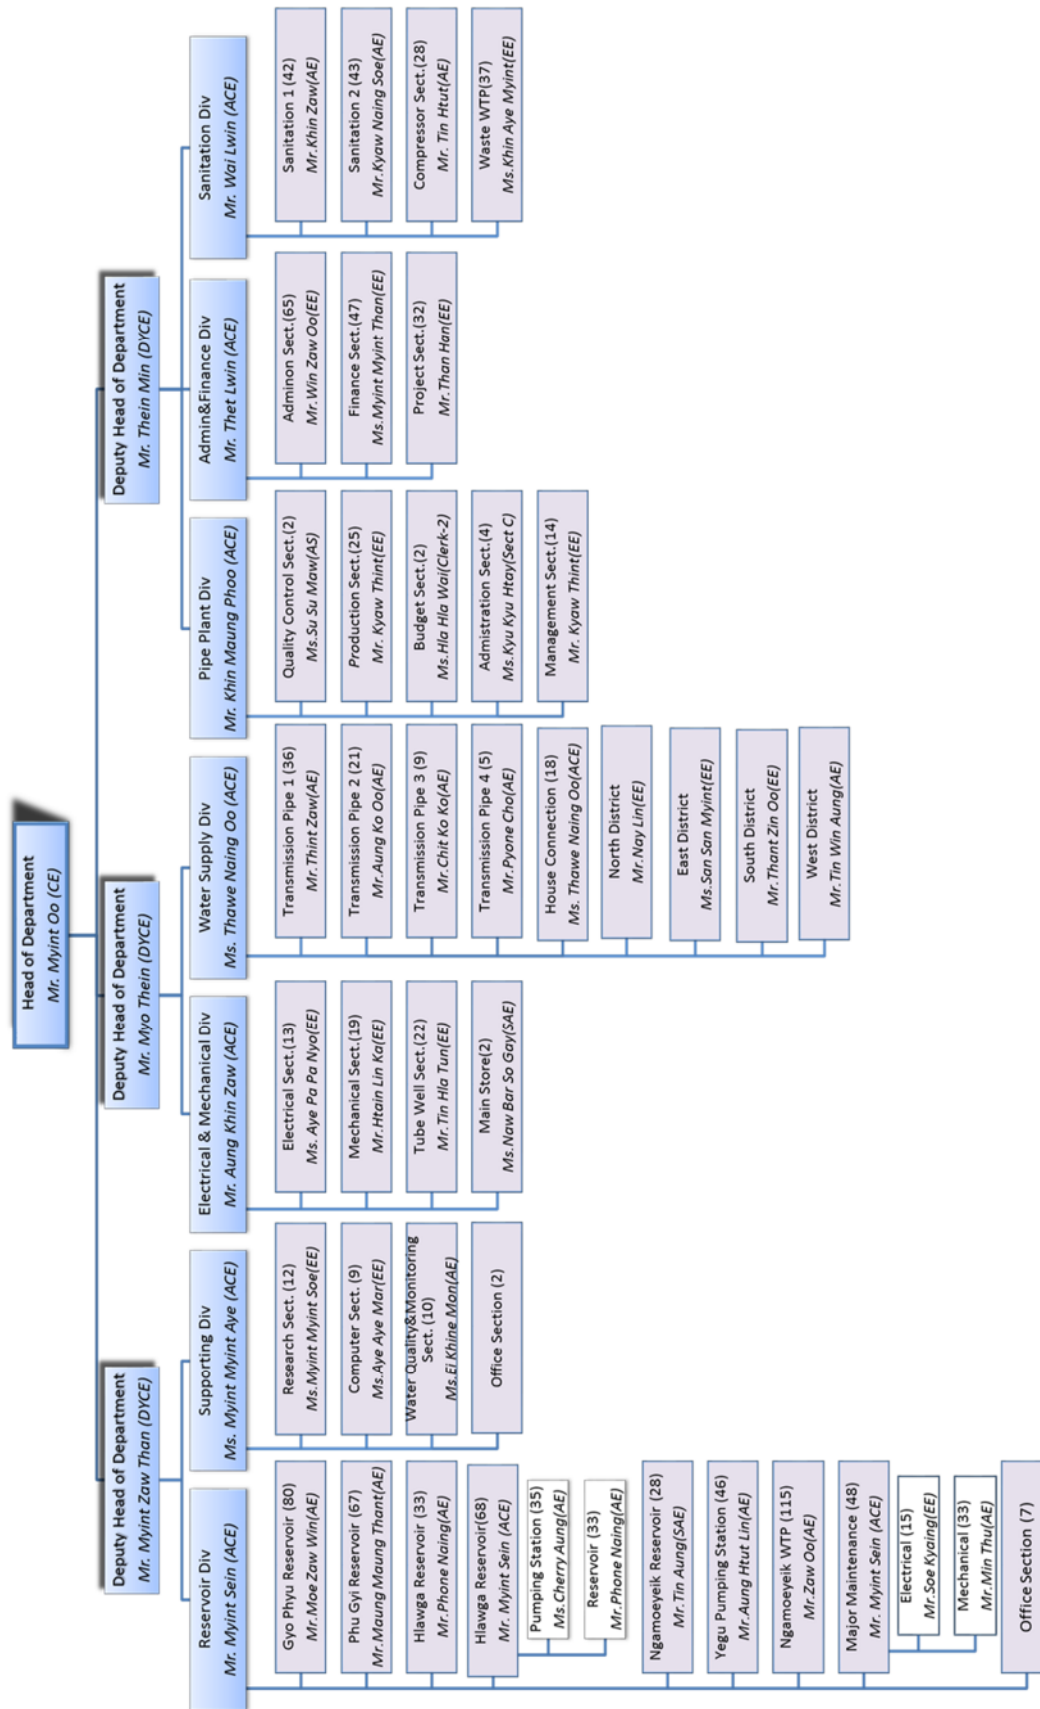 Head of Department
Mr. Myint Oo (CE)
Deputy Head of Department
Mr. Myint Zaw Than (DYCE)
Deputy Head of Department
Mr. Myo Thein (DYCE)
Deputy Head of Department
Mr. Thein Min (DYCE)
Reservoir Div
Mr. Myint Sein (ACE)
Gyo Phyu Reservoir (80)
Mr.Moe Zaw Win(AE)
Phu Gyi Reservoir (67)
Mr.Maung Maung Thant(AE)
Hlawga Reservoir (33)
Mr.Phone Naing(AE)
Hlawga Reservoir(68)
Mr. Myint Sein (ACE)
Pumping Station (35)
Ms.Cherry Aung(AE)
Reservoir (33)
Mr.Phone Naing(AE)
Ngamoeyeik Reservoir (28)
Mr.Tin Aung(SAE)
Yegu Pumping Station (46)
Mr.Aung Htut Lin(AE)
Ngamoeyeik WTP (115)
Mr.Zaw Oo(AE)
Major Maintenance (48)
Mr. Myint Sein (ACE)
Electrical (15)
Mr.Soe Kyaing(EE)
Mechanical (33)
Mr.Min Thu(AE)
Office Section (7)
Supporting Div
Ms. Myint Myint Aye (ACE)
Research Sect. (12)
Ms.Myint Myint Soe(EE)
Computer Sect. (9)
Ms.Aye Aye Mar(EE)
Water Quality&Monitoring
Sect. (10)
Ms.Ei Khine Mon(AE)
Office Section (2)
Electrical & Mechanical Div
Mr. Aung Khin Zaw (ACE)
Electrical Sect.(13)
Ms. Aye Pa Pa Nyo(EE)
Mechanical Sect.(19)
Mr.Htain Lin Ka(EE)
Tube Well Sect.(22)
Mr.Tin Hla Tun(EE)
Main Store(2)
Ms.Naw Bar So Gay(SAE)
Water Supply Div
Ms. Thawe Naing Oo (ACE)
Transmission Pipe 1 (36)
Mr.Thint Zaw(AE)
Transmission Pipe 2 (21)
Mr.Aung Ko Oo(AE)
Transmission Pipe 3 (9)
Mr.Chit Ko Ko(AE)
Transmission Pipe 4 (5)
Mr.Pyone Cho(AE)
House Connection (18)
Ms. Thawe Naing Oo(ACE)
North District
Mr.Nay Lin(EE)
East District
Ms.San San Myint(EE)
South District
Mr.Thant Zin Oo(EE)
West District
Mr.Tin Win Aung(AE)
Pipe Plant Div
Mr. Khin Maung Phoo (ACE)
Quality Control Sect.(2)
Ms.Su Su Maw(AS)
Production Sect.(25)
Mr. Kyaw Thint(EE)
Budget Sect.(2)
Ms.Hla Hla Wai(Clerk-2)
Admistration Sect.(4)
Ms.Kyu Kyu Htay(Sect C)
Management Sect.(14)
Mr. Kyaw Thint(EE)
Admin&Finance Div
Mr. Thet Lwin (ACE)
Adminon Sect.(65)
Mr.Win Zaw Oo(EE)
Finance Sect.(47)
Ms.Myint Myint Than(EE)
Project Sect.(32)
Mr.Than Han(EE)
Sanitation Div
Mr. Wai Lwin (ACE)
Sanitation 1 (42)
Mr.Khin Zaw(AE)
Sanitation 2 (43)
Mr.Kyaw Naing Soe(AE)
Compressor Sect.(28)
Mr. Tin Htut(AE)
Waste WTP(37)
Ms.Khin Aye Myint(EE)